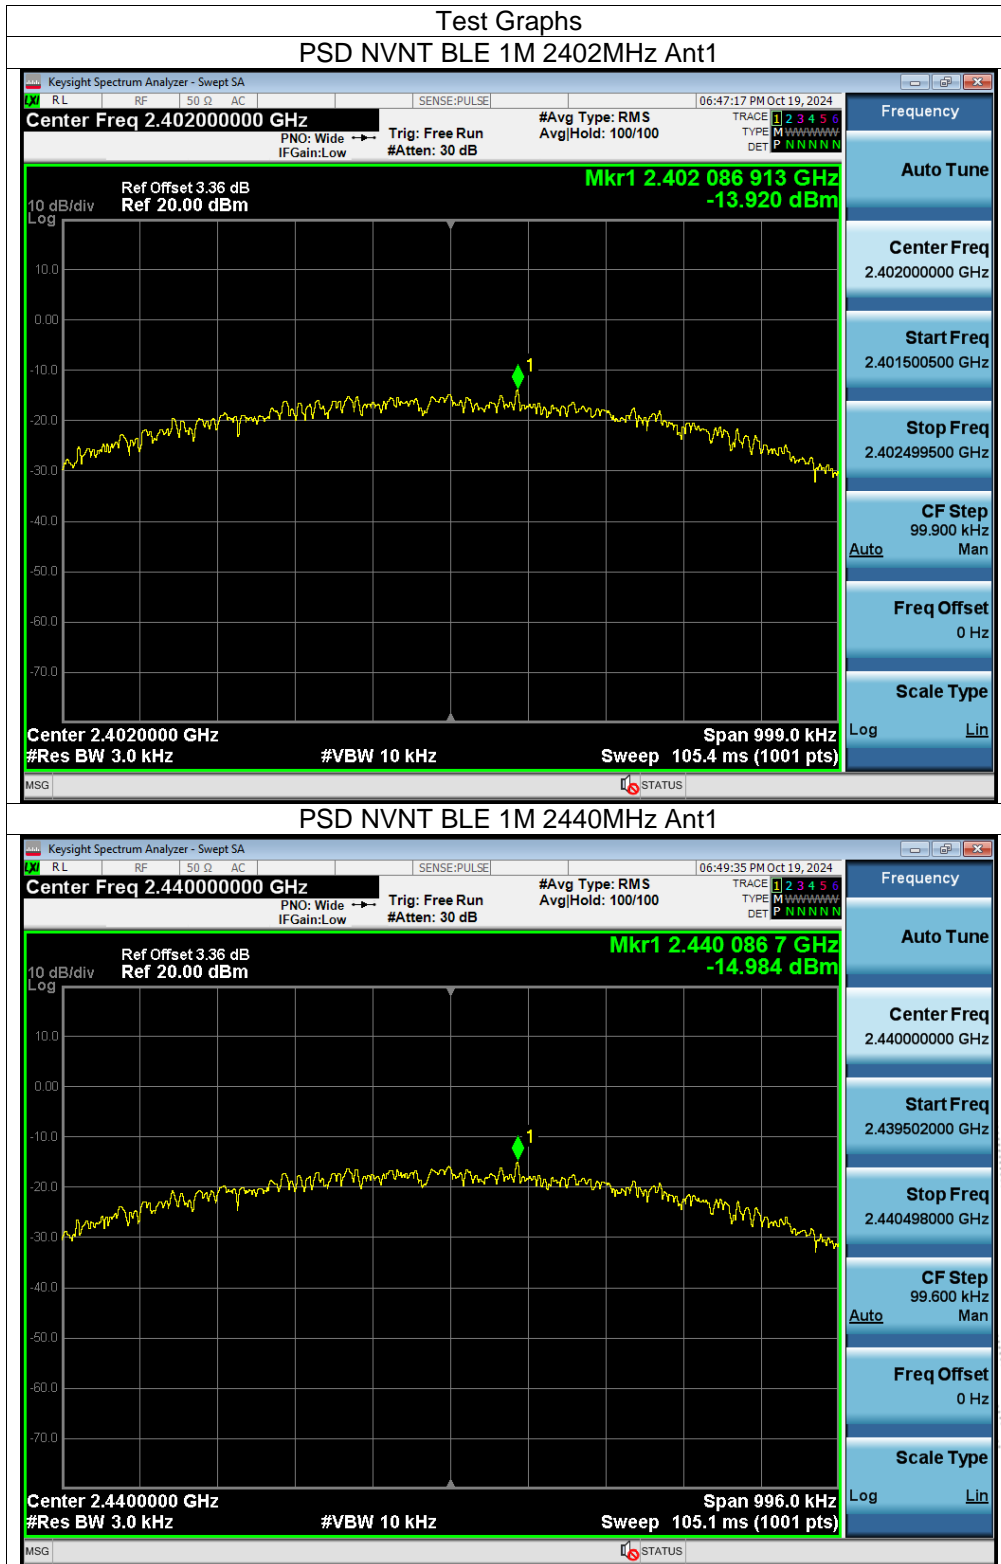 Test Graphs
PSD NVNT BLE 1M 2402MHz Ant1
Keysight Spectrum Analyzer - Swept SA
LXI RL RF 50 Ω AC SENSE:PULSE 06:47:17 PM Oct 19, 2024
Center Freq 2.402000000 GHz #Avg Type: RMS TRACE 1 2 3 4 5 6 Frequency
PNO: Wide Trig: Free Run Avg|Hold: 100/100 TYPE M WWWWW
IFGain:Low #Atten: 30 dB DET P N N N N N
Auto Tune
Mkr1 2.402 086 913 GHz
Ref Offset 3.36 dB
10 dB/div Ref 20.00 dBm -13.920 dBm
Log
Center Freq
2.402000000 GHz
10.0
0.00
Start Freq
2.401500500 GHz
-10.0
1
-20.0
Stop Freq
2.402499500 GHz
-30.0
-40.0
CF Step
99.900 kHz
Auto Man
-50.0
Freq Offset
0 Hz
-60.0
-70.0
Scale Type
Log Lin
Center 2.4020000 GHz Span 999.0 kHz
#Res BW 3.0 kHz #VBW 10 kHz Sweep 105.4 ms (1001 pts)
MSG STATUS
PSD NVNT BLE 1M 2440MHz Ant1
Keysight Spectrum Analyzer - Swept SA
LXI RL RF 50 Ω AC SENSE:PULSE 06:49:35 PM Oct 19, 2024
Center Freq 2.440000000 GHz #Avg Type: RMS TRACE 1 2 3 4 5 6 Frequency
PNO: Wide Trig: Free Run Avg|Hold: 100/100 TYPE M WWWWW
IFGain:Low #Atten: 30 dB DET P N N N N N
Auto Tune
Mkr1 2.440 086 7 GHz
Ref Offset 3.36 dB
10 dB/div Ref 20.00 dBm -14.984 dBm
Log
Center Freq
2.440000000 GHz
10.0
0.00
Start Freq
2.439502000 GHz
-10.0
1
-20.0
Stop Freq
2.440498000 GHz
-30.0
-40.0
CF Step
99.600 kHz
Auto Man
-50.0
Freq Offset
0 Hz
-60.0
-70.0
Scale Type
Log Lin
Center 2.4400000 GHz Span 996.0 kHz
#Res BW 3.0 kHz #VBW 10 kHz Sweep 105.1 ms (1001 pts)
MSG STATUS